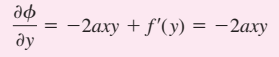 ∂ϕ/∂y = −2axy + f′(y) = −2axy